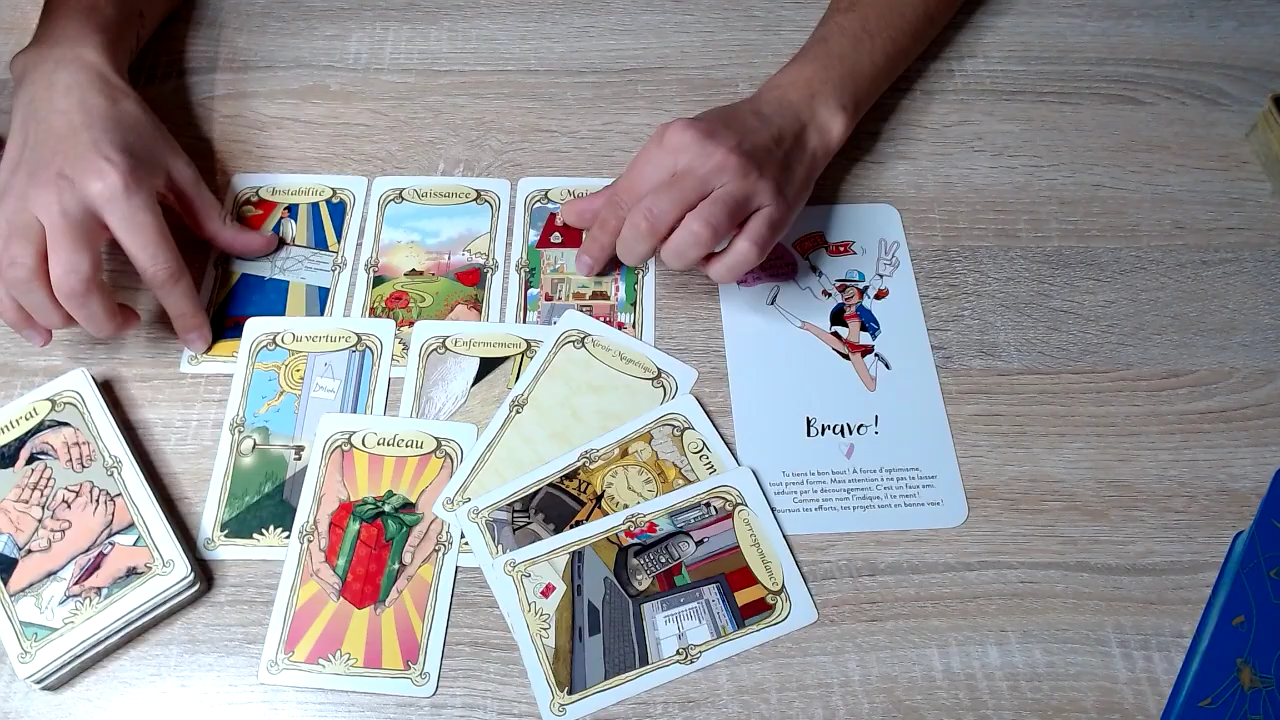 Instabilité
Naissance
Ouverture
Enfermement
Miroir Magnétique
Cadeau
Correspondance
Bravo!
Tu tiens le bon bout! À force d'optimisme,
tout prend forme. Mais attention à ne pas te laisser
séduire par le découragement. C'est un faux ami.
Comme son nom l'indique, il te ment!
Poursuis tes efforts, tes projets sont en bonne voie!